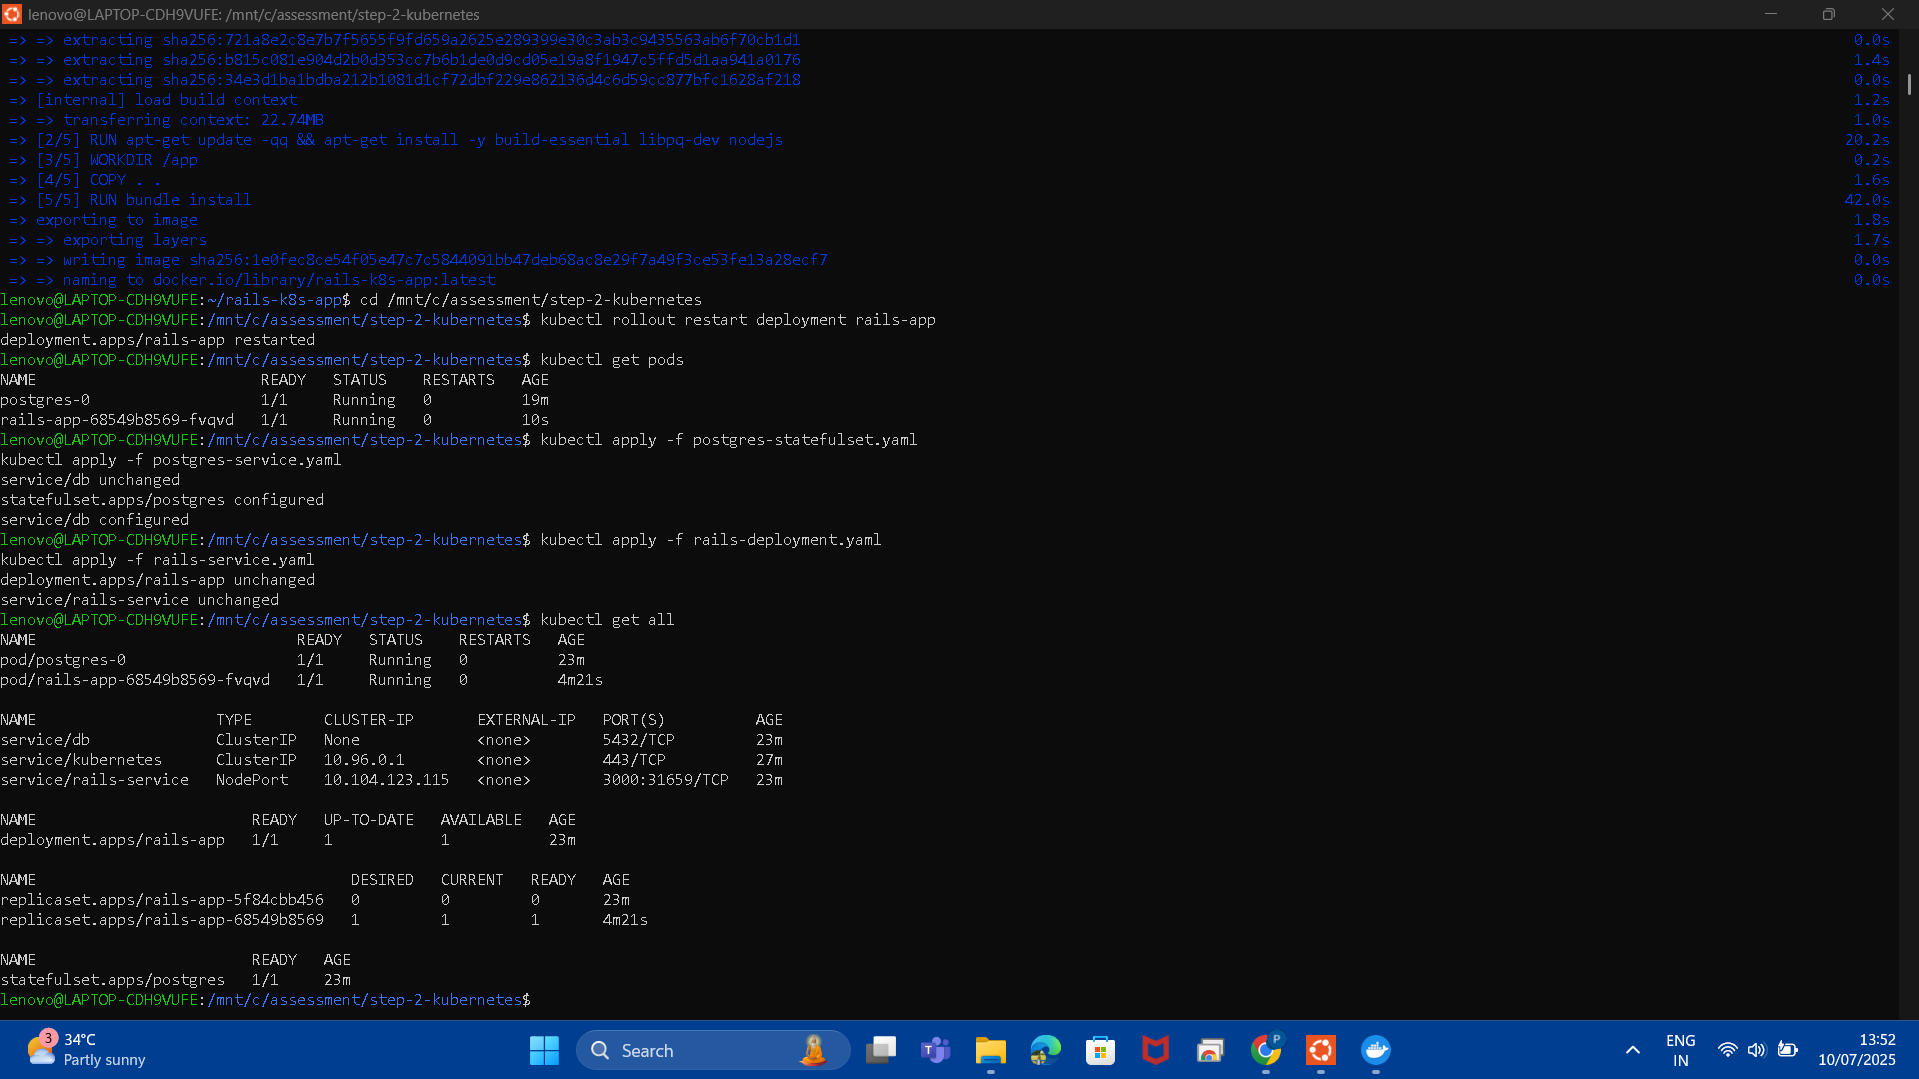 lenovo@LAPTOP-CDH9VUFE: /mnt/c/assessment/step-2-kubernetes
=> => extracting sha256:721a8e2c8e7b7f5655f9fd659a2625e289399e30c3ab3c9435563ab6f70cb1d1 0.0s
=> => extracting sha256:b815c081e904d2b0d353cc7b6b1de0d9cd05e19a8f1947c5ffd5d1aa941a0176 1.4s
=> => extracting sha256:34e3d1ba1bdba212b1081d1cf72dbf229e862136d4c6d59cc877bfc1628af218 0.0s
=> [internal] load build context 1.2s
=> => transferring context: 22.74MB 1.0s
=> [2/5] RUN apt-get update -qq && apt-get install -y build-essential libpq-dev nodejs 20.2s
=> [3/5] WORKDIR /app 0.2s
=> [4/5] COPY . . 1.6s
=> [5/5] RUN bundle install 42.0s
=> exporting to image 1.8s
=> => exporting layers 1.7s
=> => writing image sha256:1e0fec8ce54f05e47c7c5844091bb47deb68ac8e29f7a49f3ce53fe13a28ecf7 0.0s
=> => naming to docker.io/library/rails-k8s-app:latest 0.0s
lenovo@LAPTOP-CDH9VUFE:~/rails-k8s-app$ cd /mnt/c/assessment/step-2-kubernetes
lenovo@LAPTOP-CDH9VUFE:/mnt/c/assessment/step-2-kubernetes$ kubectl rollout restart deployment rails-app
deployment.apps/rails-app restarted
lenovo@LAPTOP-CDH9VUFE:/mnt/c/assessment/step-2-kubernetes$ kubectl get pods
NAME READY STATUS RESTARTS AGE
postgres-0 1/1 Running 0 19m
rails-app-68549b8569-fvqvd 1/1 Running 0 10s
lenovo@LAPTOP-CDH9VUFE:/mnt/c/assessment/step-2-kubernetes$ kubectl apply -f postgres-statefulset.yaml
kubectl apply -f postgres-service.yaml
service/db unchanged
statefulset.apps/postgres configured
service/db configured
lenovo@LAPTOP-CDH9VUFE:/mnt/c/assessment/step-2-kubernetes$ kubectl apply -f rails-deployment.yaml
kubectl apply -f rails-service.yaml
deployment.apps/rails-app unchanged
service/rails-service unchanged
lenovo@LAPTOP-CDH9VUFE:/mnt/c/assessment/step-2-kubernetes$ kubectl get all
NAME READY STATUS RESTARTS AGE
pod/postgres-0 1/1 Running 0 23m
pod/rails-app-68549b8569-fvqvd 1/1 Running 0 4m21s
NAME TYPE CLUSTER-IP EXTERNAL-IP PORT(S) AGE
service/db ClusterIP None <none> 5432/TCP 23m
service/kubernetes ClusterIP 10.96.0.1 <none> 443/TCP 27m
service/rails-service NodePort 10.104.123.115 <none> 3000:31659/TCP 23m
NAME READY UP-TO-DATE AVAILABLE AGE
deployment.apps/rails-app 1/1 1 1 23m
NAME DESIRED CURRENT READY AGE
replicaset.apps/rails-app-5f84cbb456 0 0 0 23m
replicaset.apps/rails-app-68549b8569 1 1 1 4m21s
NAME READY AGE
statefulset.apps/postgres 1/1 23m
lenovo@LAPTOP-CDH9VUFE:/mnt/c/assessment/step-2-kubernetes$
3
34°C
Partly sunny
Search
P
ENG
IN
13:52
10/07/2025